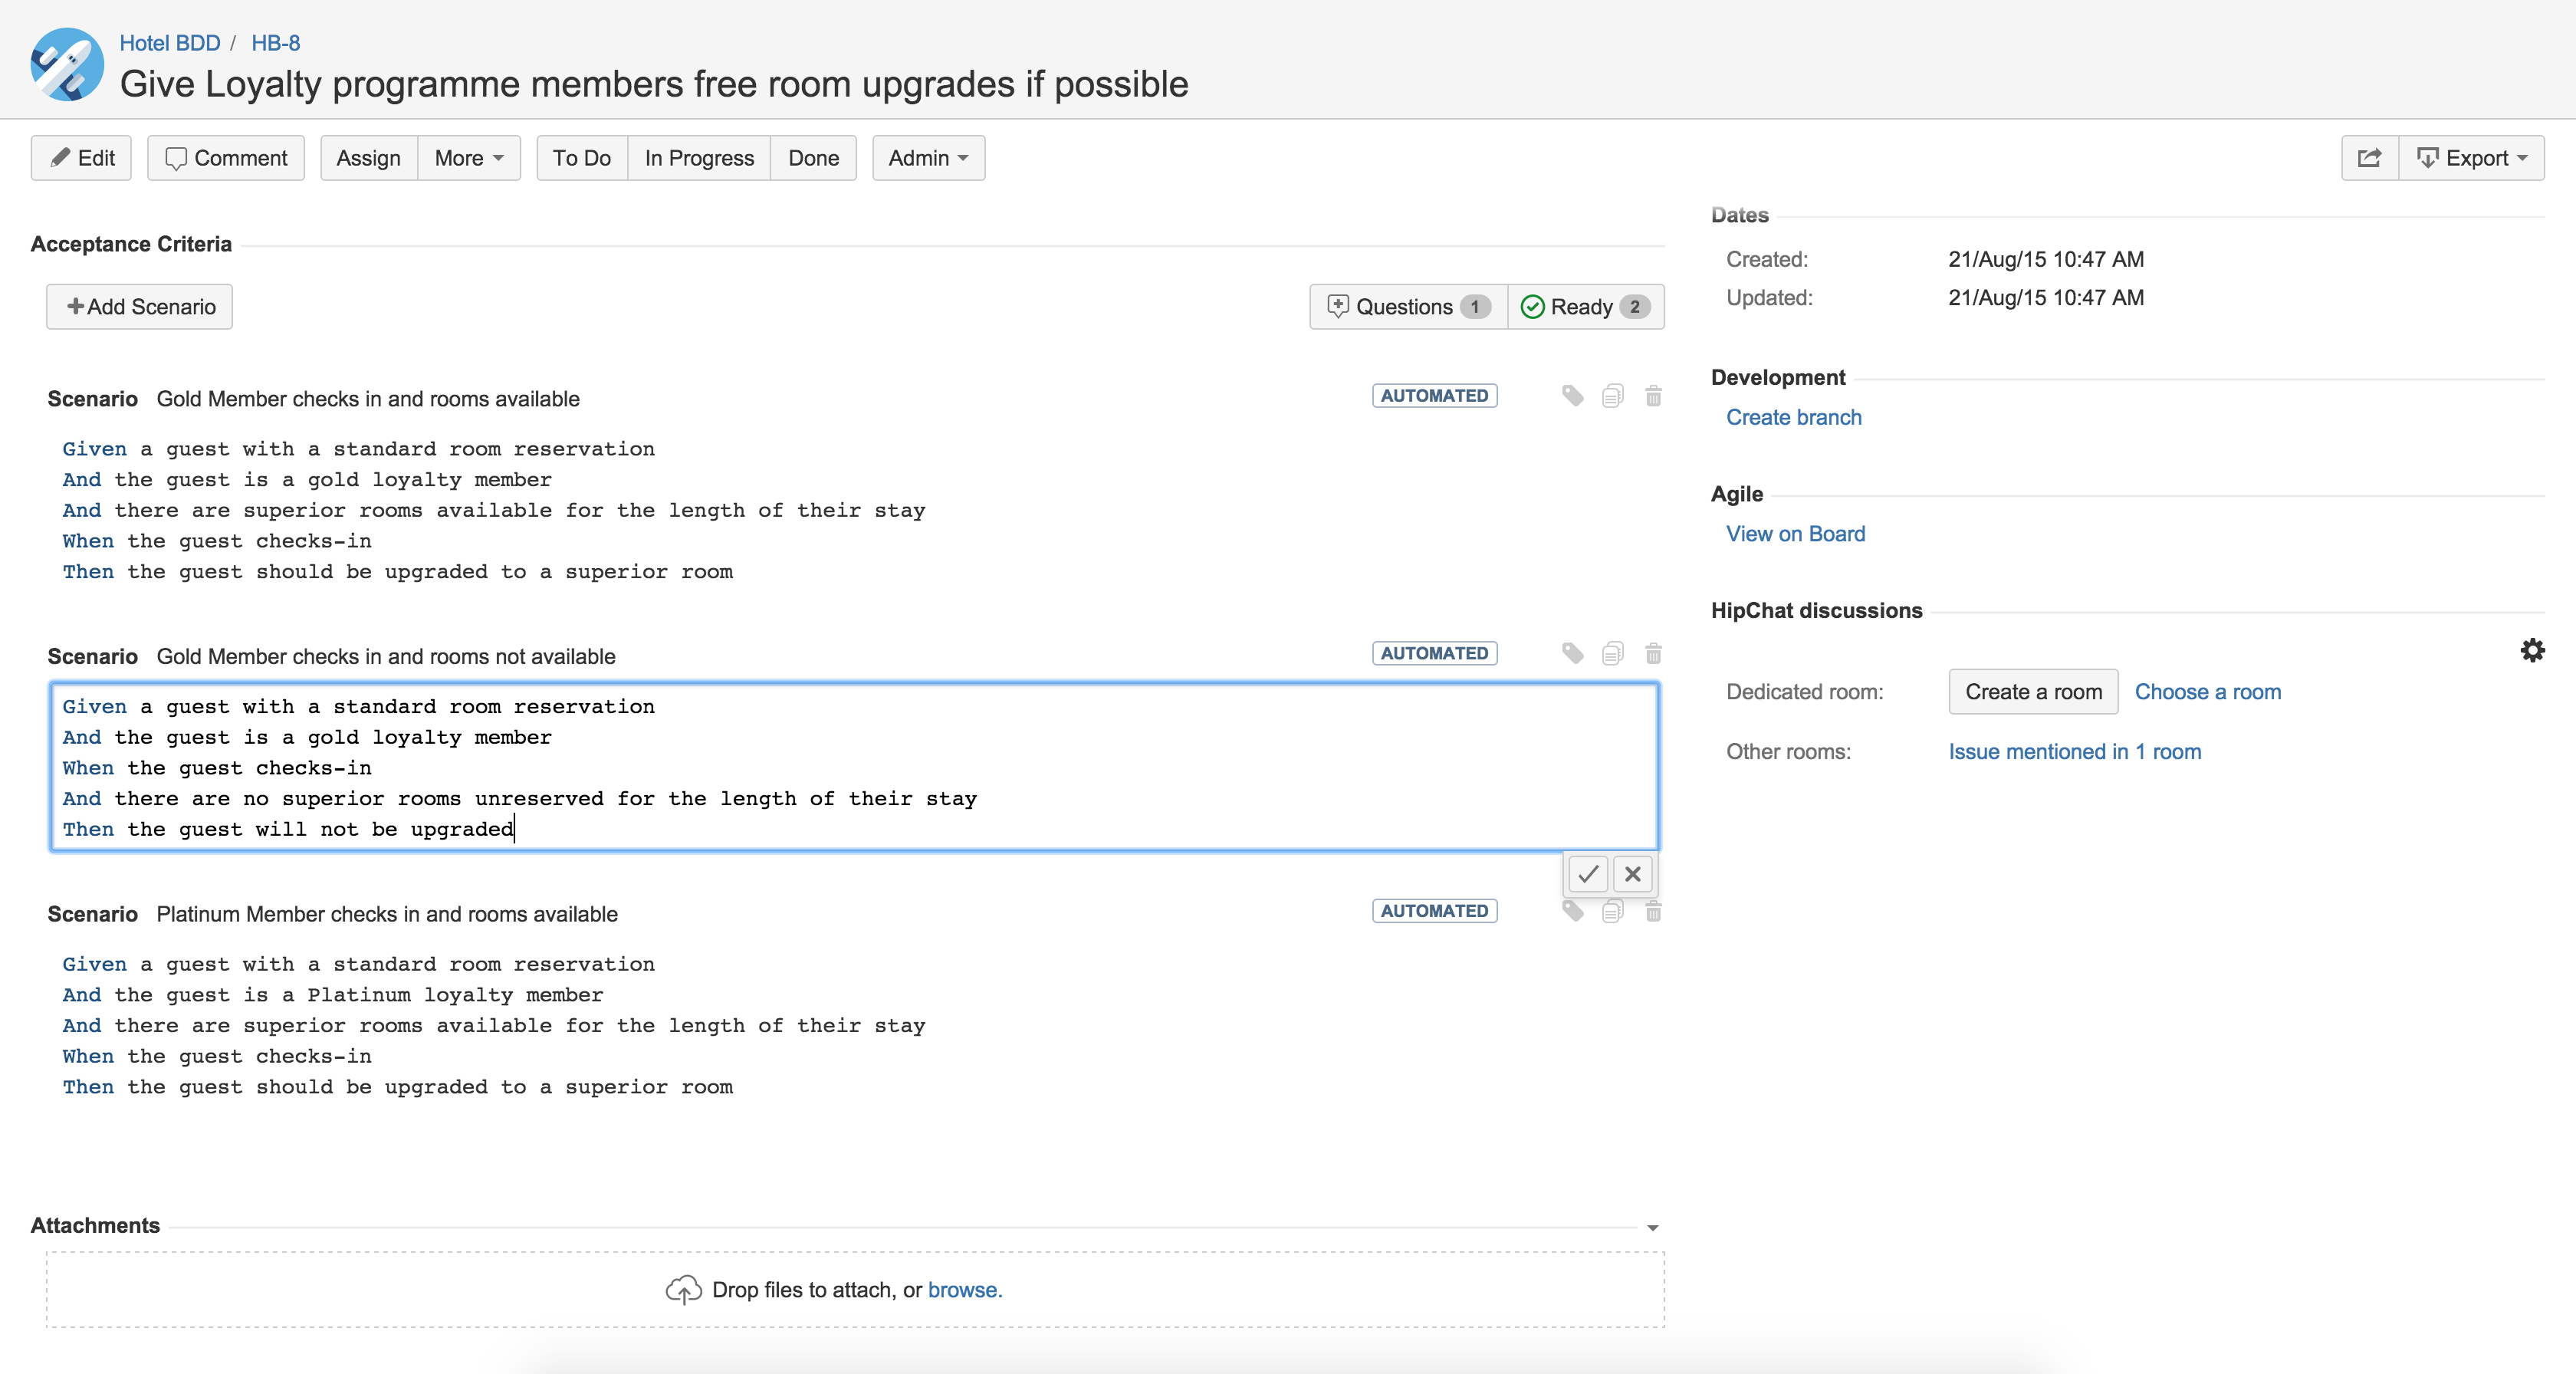 Hotel BDD / HB-8
Give Loyalty programme members free room upgrades if possible
Edit Comment Assign More To Do In Progress Done Admin Export
Acceptance Criteria
+Add Scenario Questions 1 Ready 2
Scenario Gold Member checks in and rooms available AUTOMATED
Given a guest with a standard room reservation
And the guest is a gold loyalty member
And there are superior rooms available for the length of their stay
When the guest checks-in
Then the guest should be upgraded to a superior room
Scenario Gold Member checks in and rooms not available AUTOMATED
Given a guest with a standard room reservation
And the guest is a gold loyalty member
When the guest checks-in
And there are no superior rooms unreserved for the length of their stay
Then the guest will not be upgraded
Scenario Platinum Member checks in and rooms available AUTOMATED
Given a guest with a standard room reservation
And the guest is a Platinum loyalty member
And there are superior rooms available for the length of their stay
When the guest checks-in
Then the guest should be upgraded to a superior room
Attachments
Drop files to attach, or browse.
Dates
Created: 21/Aug/15 10:47 AM
Updated: 21/Aug/15 10:47 AM
Development
Create branch
Agile
View on Board
HipChat discussions
Dedicated room: Create a room Choose a room
Other rooms: Issue mentioned in 1 room